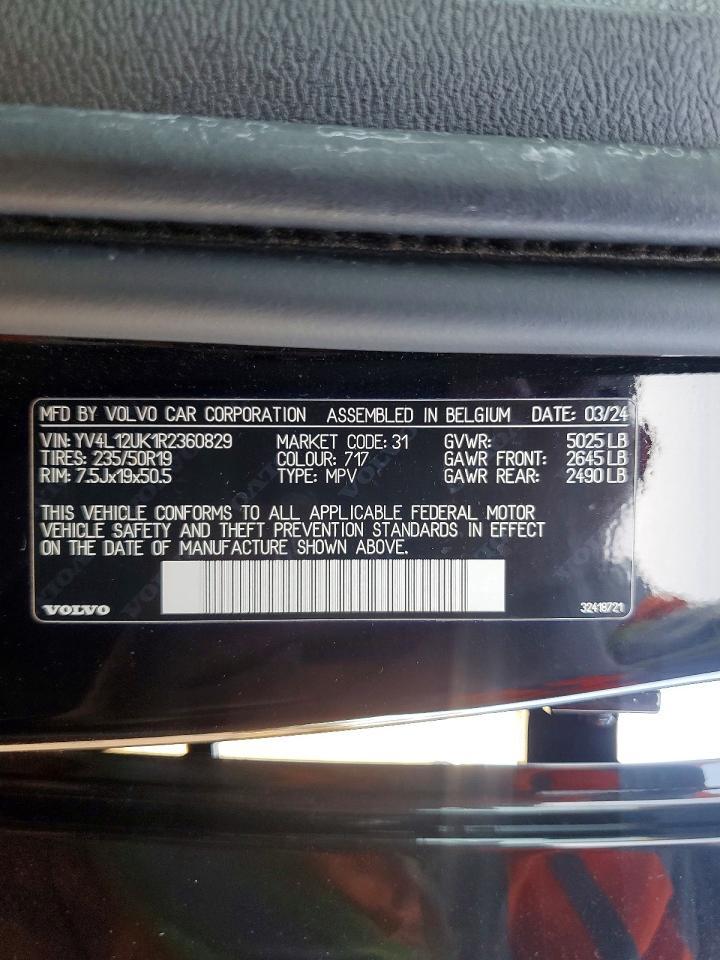 MFD BY VOLVO CAR CORPORATION ASSEMBLED IN BELGIUM DATE: 03/24
VIN: YV4L12UK1R2360829 MARKET CODE: 31 GVWR: 5025 LB
TIRES: 235/50R19 COLOUR: 717 GAWR FRONT: 2645 LB
RIM: 7.5Jx19x50.5 TYPE: MPV GAWR REAR: 2490 LB
THIS VEHICLE CONFORMS TO ALL APPLICABLE FEDERAL MOTOR
VEHICLE SAFETY AND THEFT PREVENTION STANDARDS IN EFFECT
ON THE DATE OF MANUFACTURE SHOWN ABOVE.
VOLVO 32418721